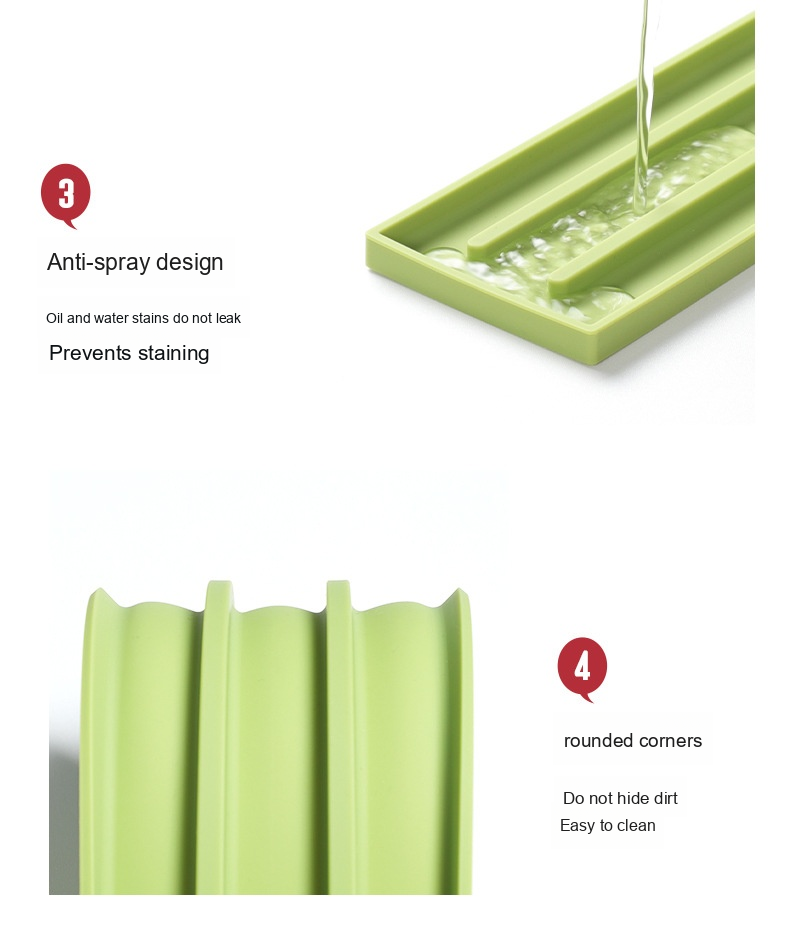 3
Anti-spray design
Oil and water stains do not leak
Prevents staining
4
rounded corners
Do not hide dirt
Easy to clean